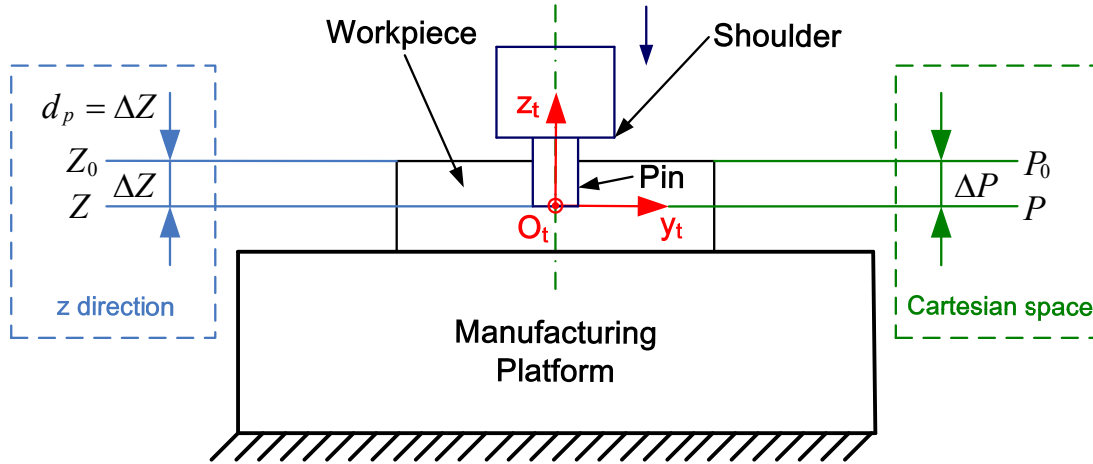 Workpiece
Shoulder
d_p = ΔZ
z_t
Z_0
P_0
ΔZ
Pin
ΔP
Z
P
O_t
y_t
z direction
Cartesian space
Manufacturing
Platform